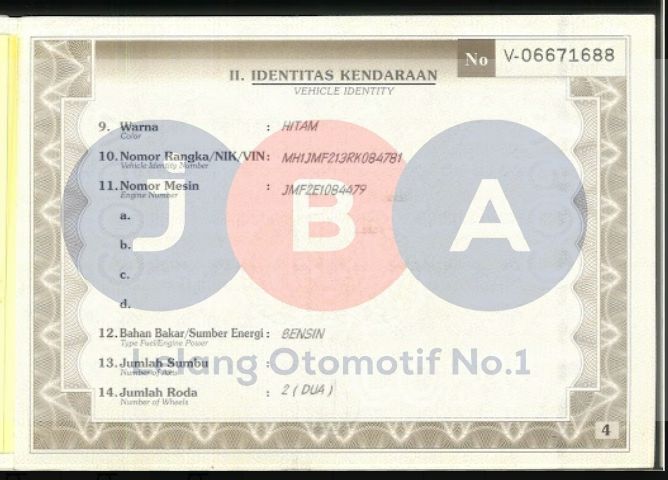 No V-06671688
II. IDENTITAS KENDARAAN
VEHICLE IDENTITY
9. Warna : HITAM
Color
10. Nomor Rangka/NIK/VIN: MH1JMF213RK084781
Vehicle Identity Number
11. Nomor Mesin : JMF2E1084479
Engine Number
a.
b.
c.
d.
JBA
12. Bahan Bakar/Sumber Energi : BENSIN
Type Fuel/Engine Power
13. Jumlah Sumbu :
Number of Axle
Lelang Otomotif No.1
14. Jumlah Roda : 2 ( DUA )
Number of Wheels
4